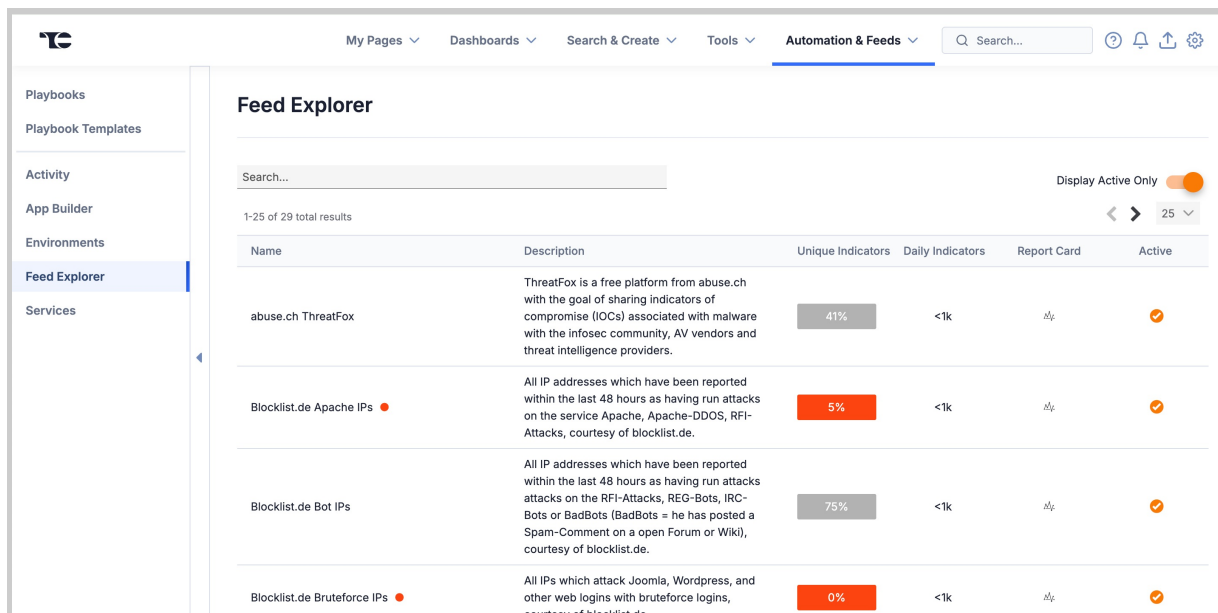 TC
My Pages
Dashboards
Search & Create
Tools
Automation & Feeds
Search...
Playbooks
Playbook Templates
Activity
App Builder
Environments
Feed Explorer
Services
Feed Explorer
Search...
Display Active Only
1-25 of 29 total results
25
Name Description Unique Indicators Daily Indicators Report Card Active
ThreatFox is a free platform from abuse.ch
with the goal of sharing indicators of
abuse.ch ThreatFox compromise (IOCs) associated with malware 41% <1k
with the infosec community, AV vendors and
threat intelligence providers.
All IP addresses which have been reported
within the last 48 hours as having run attacks
Blocklist.de Apache IPs on the service Apache, Apache-DDOS, RFI- 5% <1k
Attacks, courtesy of blocklist.de.
All IP addresses which have been reported
within the last 48 hours as having run attacks
attacks on the RFI-Attacks, REG-Bots, IRC-
Blocklist.de Bot IPs Bots or BadBots (BadBots = he has posted a 75% <1k
Spam-Comment on a open Forum or Wiki),
courtesy of blocklist.de.
All IPs which attack Joomla, Wordpress, and
Blocklist.de Bruteforce IPs other web logins with bruteforce logins, 0% <1k
courtesy of blocklist.de